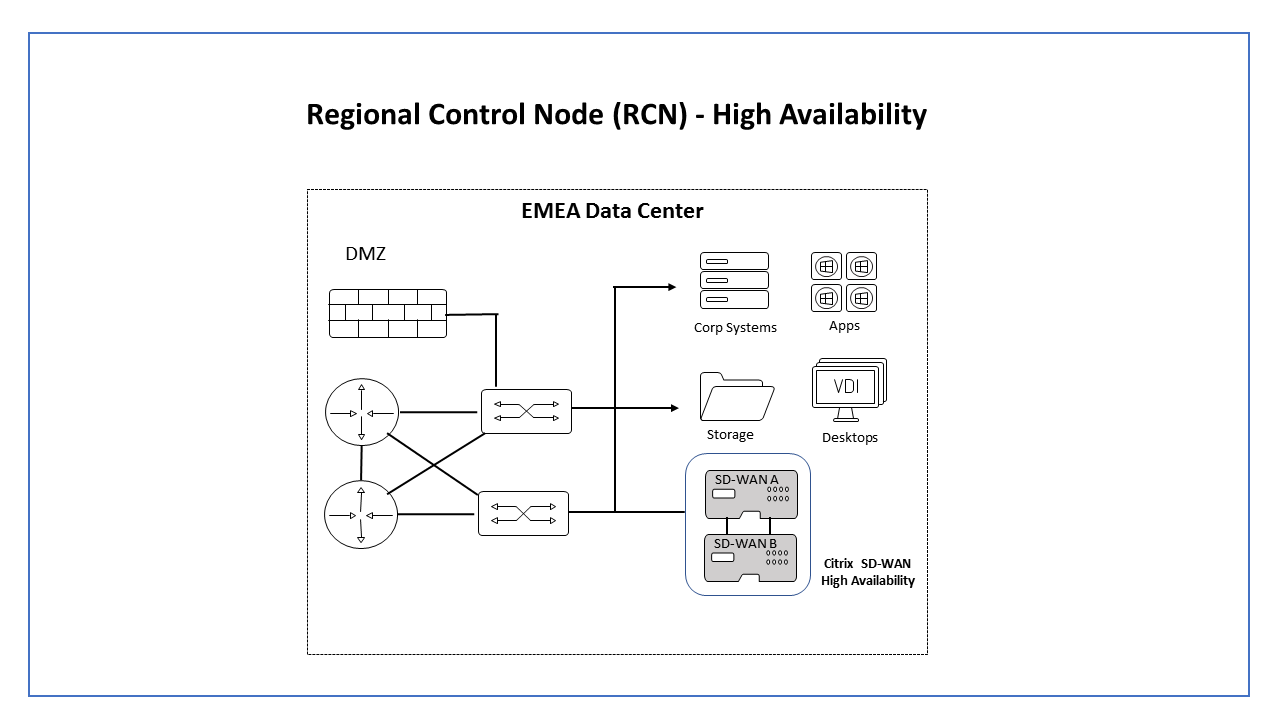 Regional Control Node (RCN) - High Availability
EMEA Data Center
DMZ
Corp Systems
Apps
VDI
Storage
Desktops
SD-WAN A
SD-WAN B
Citrix SD-WAN
High Availability